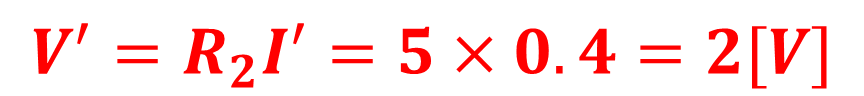 V′ = R₂I′ = 5 × 0.4 = 2[V]